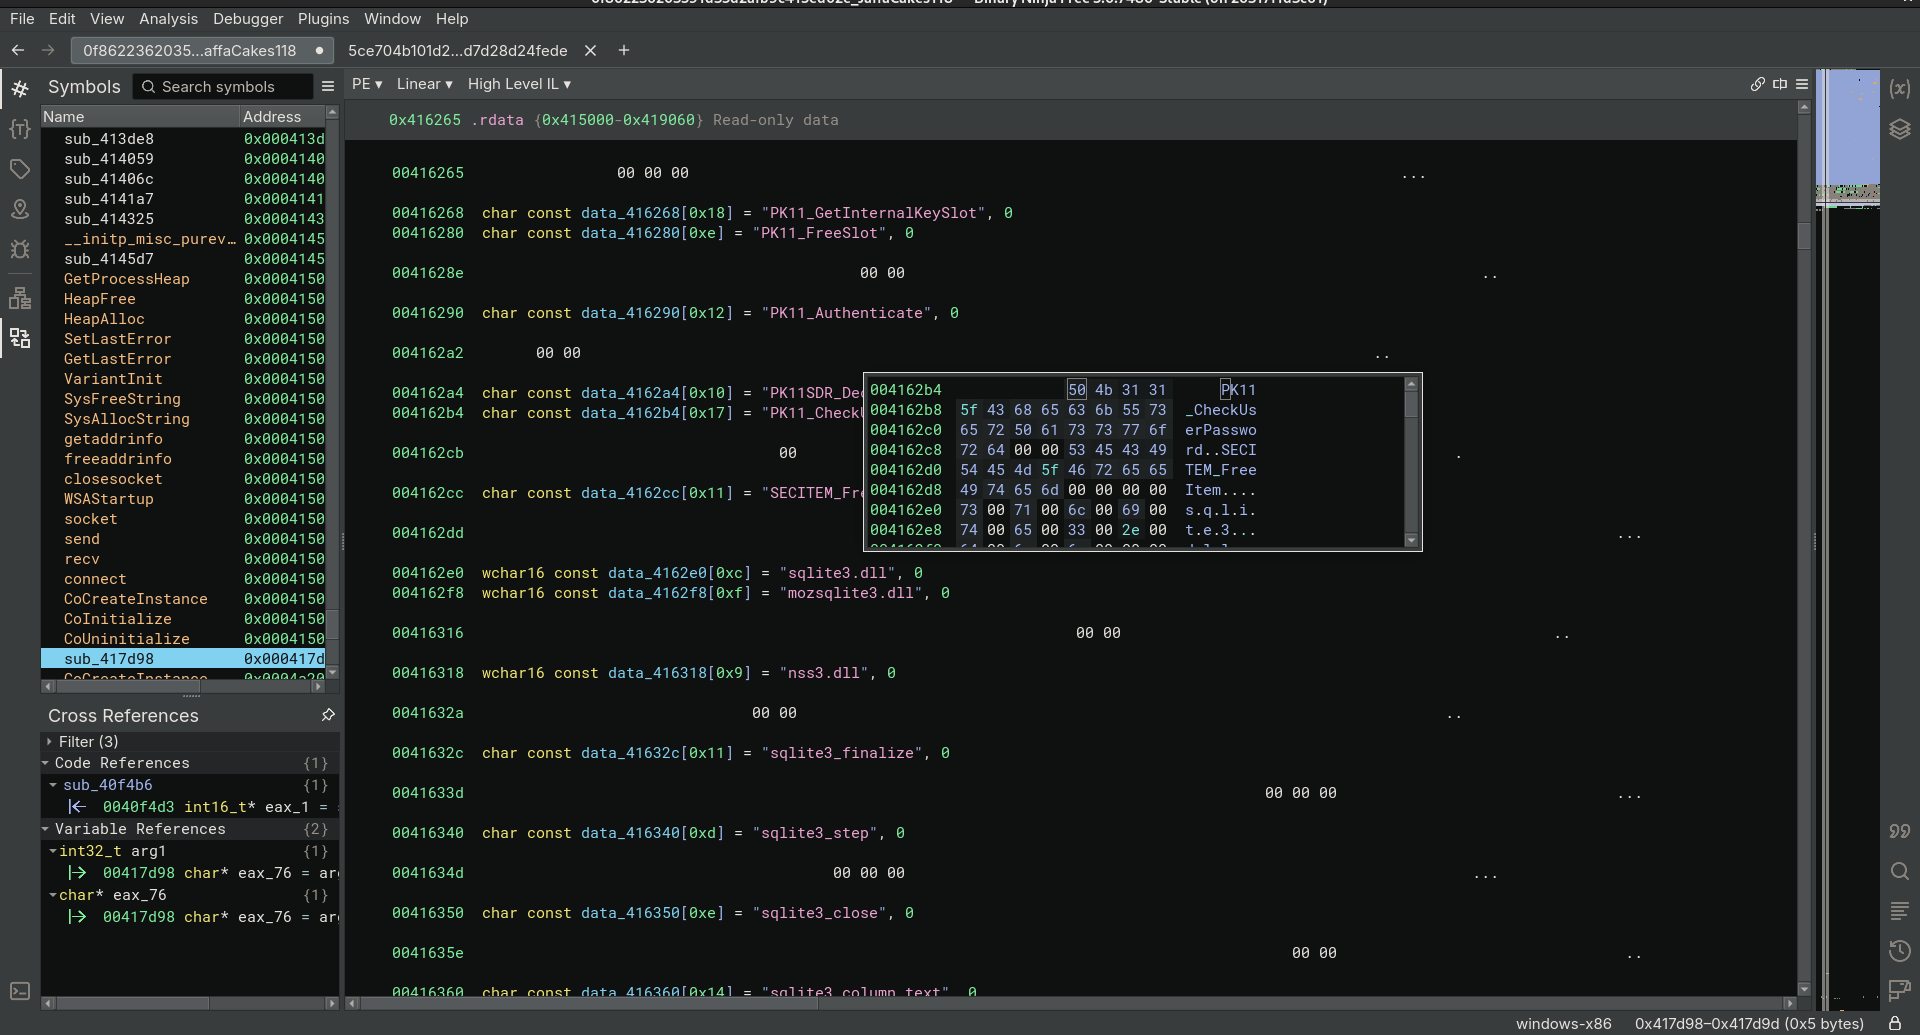 File Edit View Analysis Debugger Plugins Window Help
0f8622362035...affaCakes118 ● 5ce704b101d2...d7d28d24fede
Symbols Search symbols
Name Address
sub_413de8 0x000413d
sub_414059 0x0004140
sub_41406c 0x0004140
sub_4141a7 0x0004141
sub_414325 0x0004143
__initp_misc_purev… 0x0004145
sub_4145d7 0x0004145
GetProcessHeap 0x0004150
HeapFree 0x0004150
HeapAlloc 0x0004150
SetLastError 0x0004150
GetLastError 0x0004150
VariantInit 0x0004150
SysFreeString 0x0004150
SysAllocString 0x0004150
getaddrinfo 0x0004150
freeaddrinfo 0x0004150
closesocket 0x0004150
WSAStartup 0x0004150
socket 0x0004150
send 0x0004150
recv 0x0004150
connect 0x0004150
CoCreateInstance 0x0004150
CoInitialize 0x0004150
CoUninitialize 0x0004150
sub_417d98 0x000417d
Cross References
Filter (3)
Code References {1}
sub_40f4b6 {1}
0040f4d3 int16_t* eax_1 =
Variable References {2}
int32_t arg1 {1}
00417d98 char* eax_76 = ar
char* eax_76 {1}
00417d98 char* eax_76 = ar
PE ▾ Linear ▾ High Level IL ▾
0x416265 .rdata {0x415000-0x419060} Read-only data
00416265 00 00 00 ...
00416268 char const data_416268[0x18] = "PK11_GetInternalKeySlot", 0
00416280 char const data_416280[0xe] = "PK11_FreeSlot", 0
0041628e 00 00 ..
00416290 char const data_416290[0x12] = "PK11_Authenticate", 0
004162a2 00 00 ..
004162a4 char const data_4162a4[0x10] = "PK11SDR_Dec
004162b4 char const data_4162b4[0x17] = "PK11_CheckU
004162cb 00 .
004162cc char const data_4162cc[0x11] = "SECITEM_Fre
004162dd ...
004162e0 wchar16 const data_4162e0[0xc] = "sqlite3.dll", 0
004162f8 wchar16 const data_4162f8[0xf] = "mozsqlite3.dll", 0
00416316 00 00 ..
00416318 wchar16 const data_416318[0x9] = "nss3.dll", 0
0041632a 00 00 ..
0041632c char const data_41632c[0x11] = "sqlite3_finalize", 0
0041633d 00 00 00 ...
00416340 char const data_416340[0xd] = "sqlite3_step", 0
0041634d 00 00 00 ...
00416350 char const data_416350[0xe] = "sqlite3_close", 0
0041635e 00 00 ..
00416360 char const data_416360[0x14] = "sqlite3_column_text", 0
004162b4 50 4b 31 31 PK11
004162b8 5f 43 68 65 63 6b 55 73 _CheckUs
004162c0 65 72 50 61 73 73 77 6f erPasswo
004162c8 72 64 00 00 53 45 43 49 rd..SECI
004162d0 54 45 4d 5f 46 72 65 65 TEM_Free
004162d8 49 74 65 6d 00 00 00 00 Item....
004162e0 73 00 71 00 6c 00 69 00 s.q.l.i.
004162e8 74 00 65 00 33 00 2e 00 t.e.3...
windows-x86 0x417d98–0x417d9d (0x5 bytes)